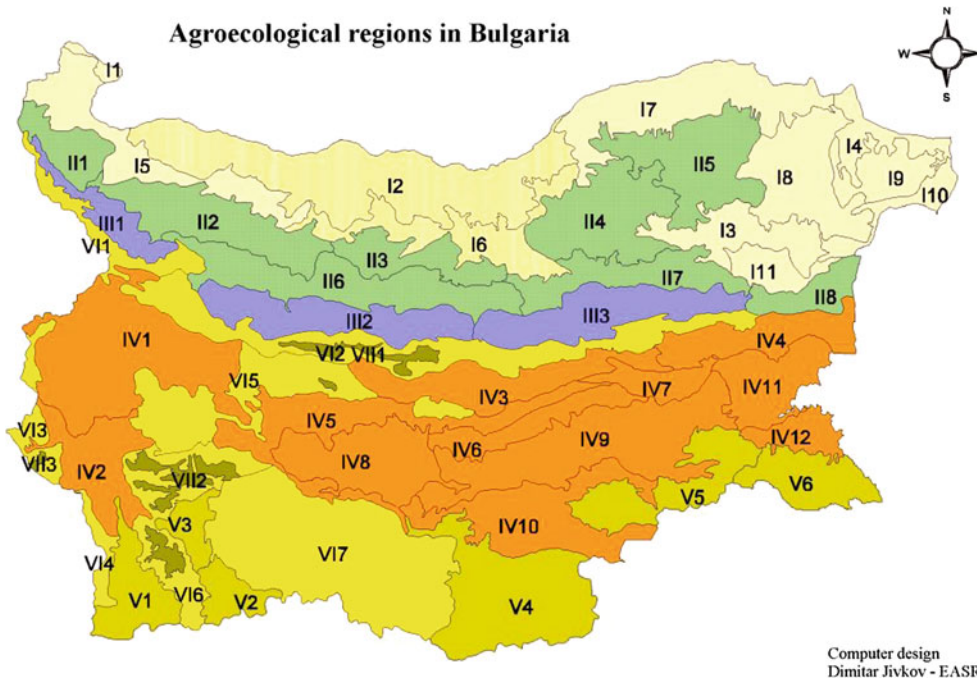 Agroecological regions in Bulgaria
N
W E
S
I1
I7
II1
I5
I2
II5
I4
I8
I9
I10
III1
II2
II4
I3
VI1
II3
I6
I11
II6
II7
II8
III2
III3
IV1
VI2 VII1
IV4
VI5
IV3
IV7
IV11
VI3
IV5
IV6
IV9
IV12
VII3
IV2
IV8
VII2
V5
V6
V3
IV10
VI4
VI7
V1
VI6
V2
V4
Computer design
Dimitar Jivkov - EASR